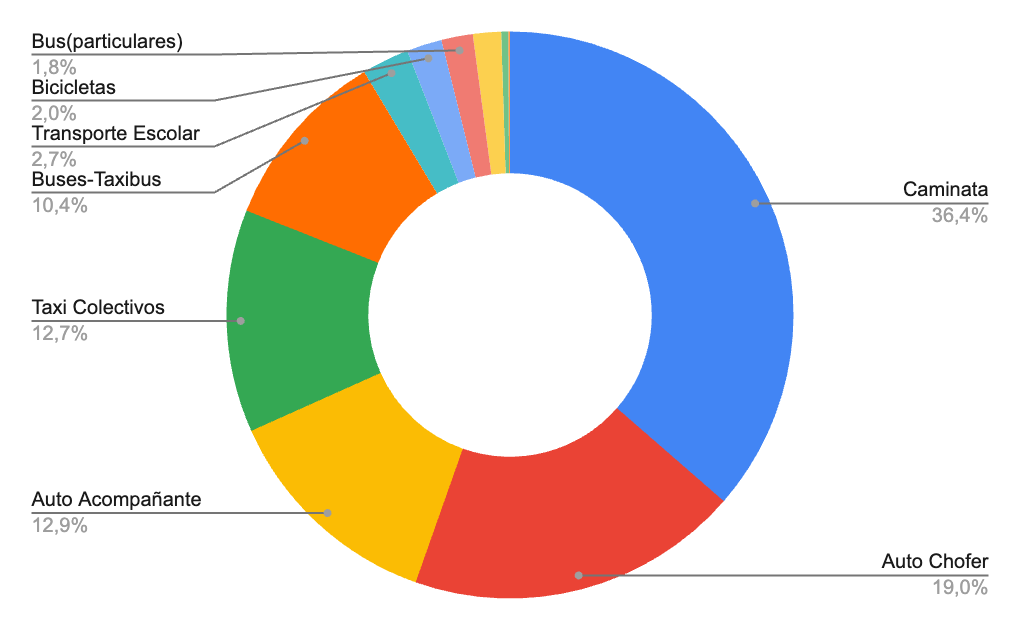 Bus(particulares)
1,8%
Bicicletas
2,0%
Transporte Escolar
2,7%
Buses-Taxibus
10,4%
Taxi Colectivos
12,7%
Auto Acompañante
12,9%
Caminata
36,4%
Auto Chofer
19,0%